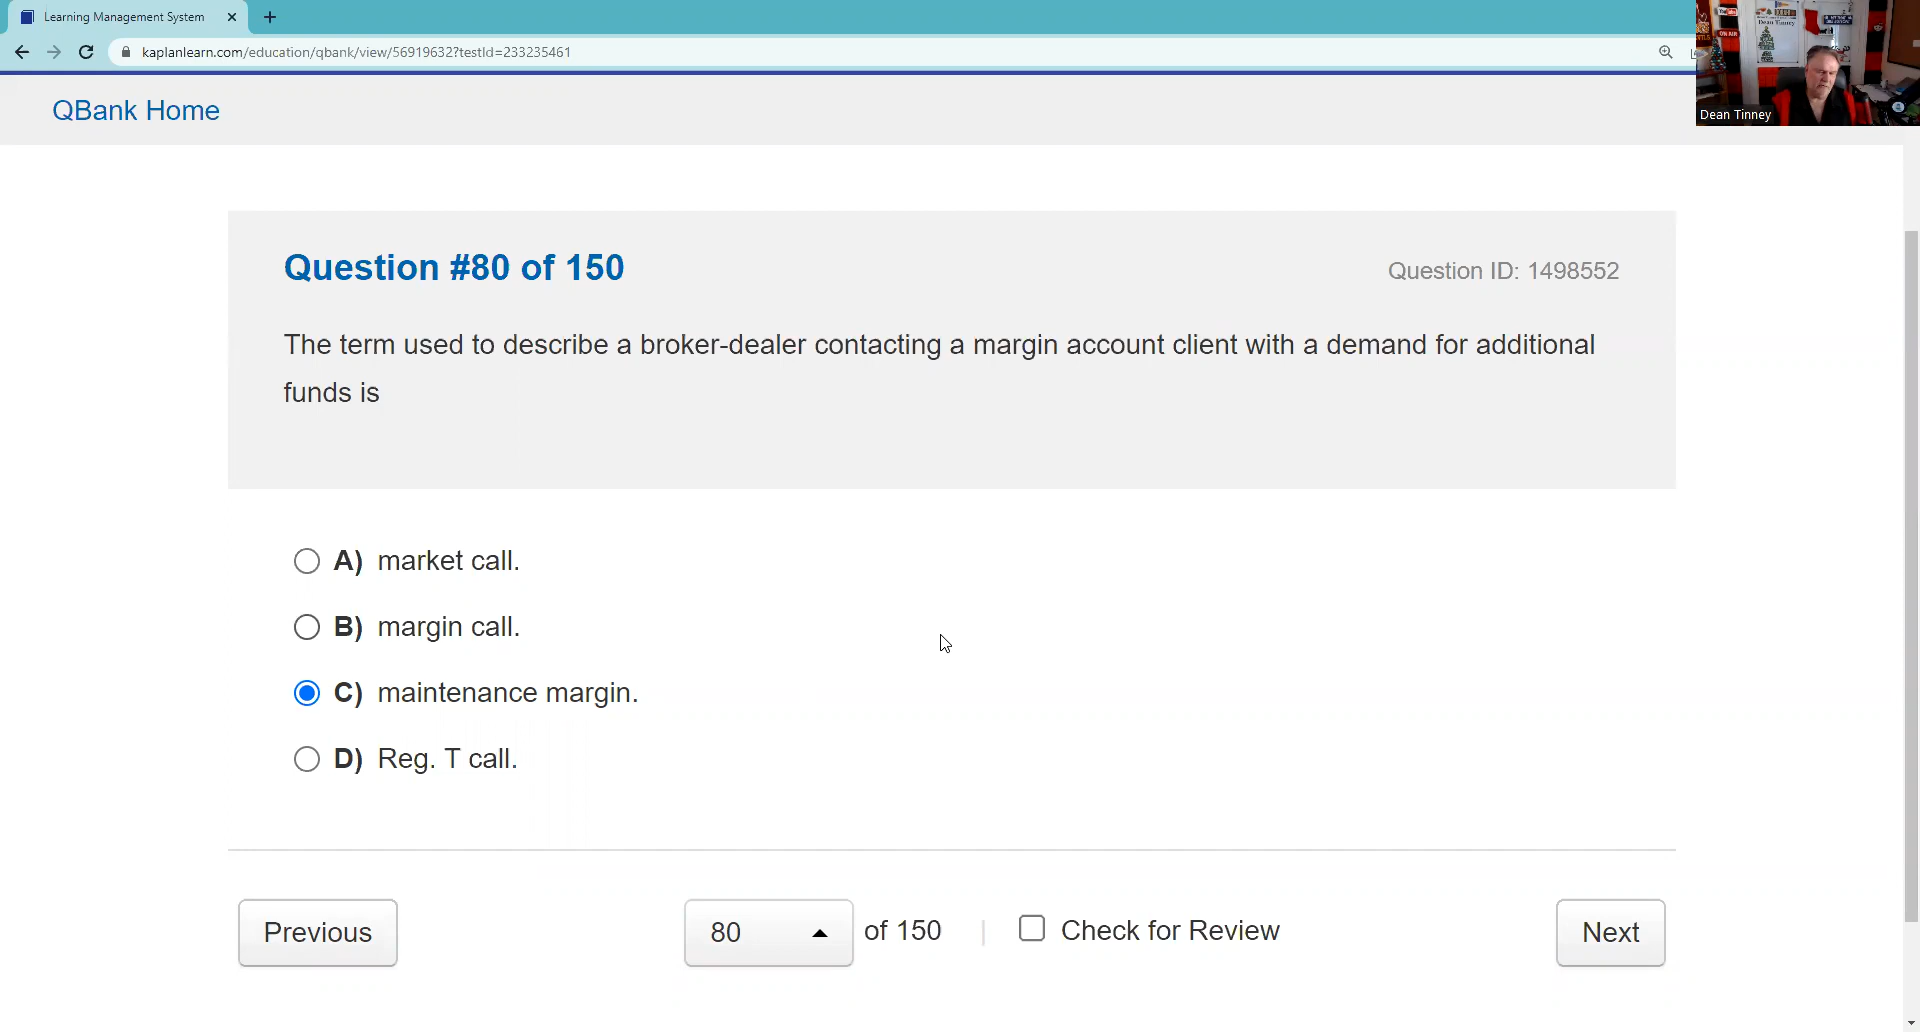 Learning Management System
kaplanlearn.com/education/qbank/view/56919632?testId=233235461
ON AIR
Dean Tinney
QBank Home
Question #80 of 150
Question ID: 1498552
The term used to describe a broker-dealer contacting a margin account client with a demand for additional
funds is
A) market call.
B) margin call.
C) maintenance margin.
D) Reg. T call.
Previous
80
of 150
|
Check for Review
Next